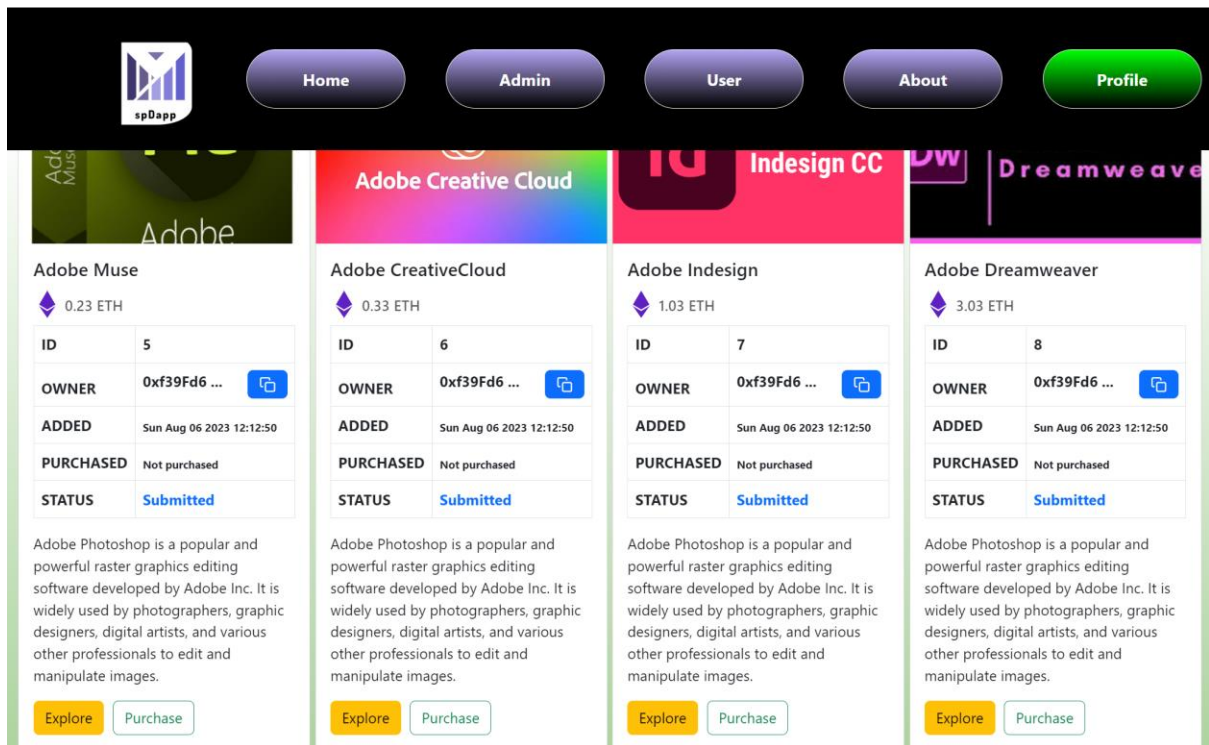 spDapp
Home
Admin
User
About
Profile
Adobe
Muse
Adobe
Adobe Creative Cloud
Indesign CC
DW
Dreamweave
Adobe Muse
0.23 ETH
ID 5
OWNER 0xf39Fd6 ...
ADDED Sun Aug 06 2023 12:12:50
PURCHASED Not purchased
STATUS Submitted
Adobe Photoshop is a popular and
powerful raster graphics editing
software developed by Adobe Inc. It is
widely used by photographers, graphic
designers, digital artists, and various
other professionals to edit and
manipulate images.
Explore Purchase
Adobe CreativeCloud
0.33 ETH
ID 6
OWNER 0xf39Fd6 ...
ADDED Sun Aug 06 2023 12:12:50
PURCHASED Not purchased
STATUS Submitted
Adobe Photoshop is a popular and
powerful raster graphics editing
software developed by Adobe Inc. It is
widely used by photographers, graphic
designers, digital artists, and various
other professionals to edit and
manipulate images.
Explore Purchase
Adobe Indesign
1.03 ETH
ID 7
OWNER 0xf39Fd6 ...
ADDED Sun Aug 06 2023 12:12:50
PURCHASED Not purchased
STATUS Submitted
Adobe Photoshop is a popular and
powerful raster graphics editing
software developed by Adobe Inc. It is
widely used by photographers, graphic
designers, digital artists, and various
other professionals to edit and
manipulate images.
Explore Purchase
Adobe Dreamweaver
3.03 ETH
ID 8
OWNER 0xf39Fd6 ...
ADDED Sun Aug 06 2023 12:12:50
PURCHASED Not purchased
STATUS Submitted
Adobe Photoshop is a popular and
powerful raster graphics editing
software developed by Adobe Inc. It is
widely used by photographers, graphic
designers, digital artists, and various
other professionals to edit and
manipulate images.
Explore Purchase